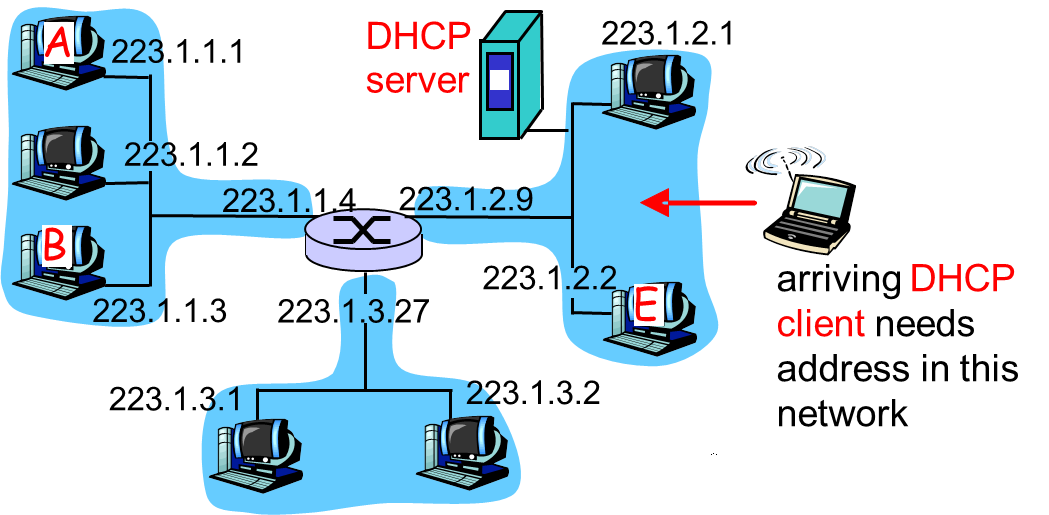 A
223.1.1.1
DHCP
server
223.1.2.1
223.1.1.2
223.1.1.4
223.1.2.9
B
223.1.1.3
223.1.3.27
223.1.2.2
E
arriving DHCP
client needs
address in this
network
223.1.3.1
223.1.3.2